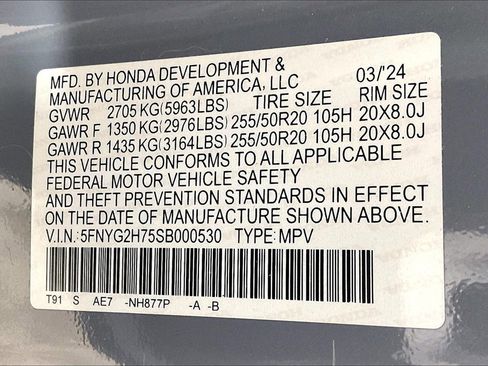 MFD. BY HONDA DEVELOPMENT &
MANUFACTURING OF AMERICA, LLC 03/'24
GVWR 2705 KG(5963LBS) TIRE SIZE RIM SIZE
GAWR F 1350 KG(2976LBS) 255/50R20 105H 20X8.0J
GAWR R 1435 KG(3164LBS) 255/50R20 105H 20X8.0J
THIS VEHICLE CONFORMS TO ALL APPLICABLE
FEDERAL MOTOR VEHICLE SAFETY
AND THEFT PREVENTION STANDARDS IN EFFECT
ON THE DATE OF MANUFACTURE SHOWN ABOVE.
V.I.N:5FNYG2H75SB000530 TYPE:MPV
T91 S AE7 -NH877P -A -B